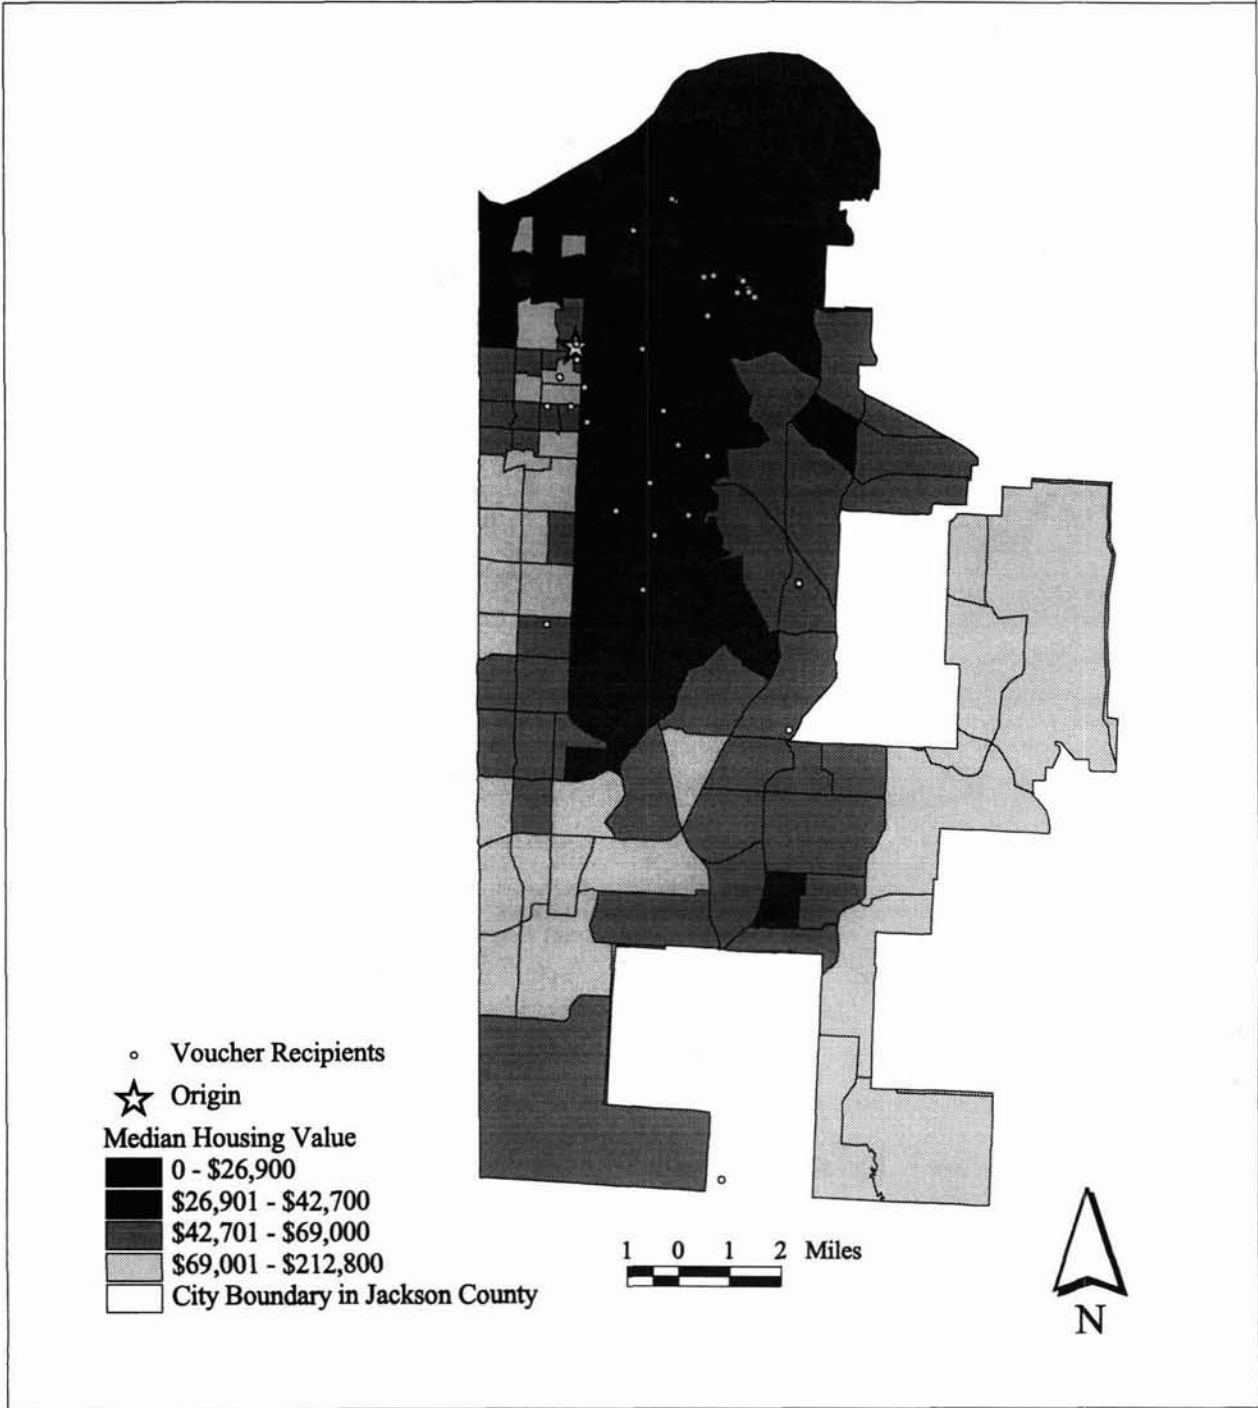 Voucher Recipients
Origin
Median Housing Value
0 - $26,900
$26,901 - $42,700
$42,701 - $69,000
$69,001 - $212,800
City Boundary in Jackson County
1 0 1 2 Miles
N